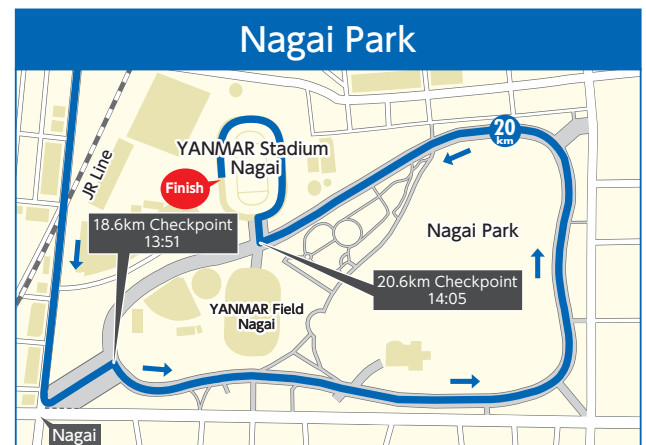 Nagai Park
20
km
YANMAR Stadium
Nagai
JR Line
Finish
18.6km Checkpoint
13:51
Nagai Park
20.6km Checkpoint
14:05
YANMAR Field
Nagai
Nagai